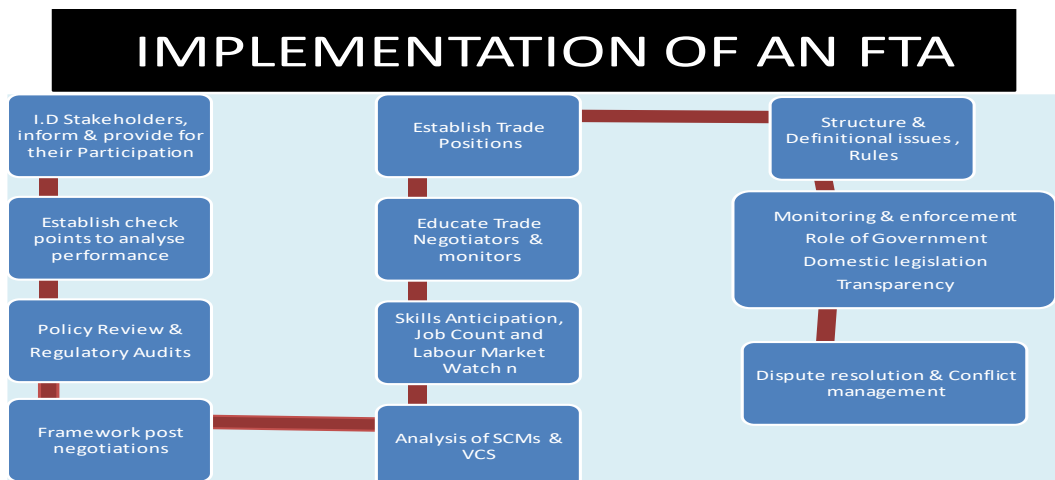 IMPLEMENTATION OF AN FTA
I.D Stakeholders,
inform & provide for
their Participation
Establish check
points to analyse
performance
Policy Review &
Regulatory Audits
Framework post
negotiations
Analysis of SCMs &
VCS
Skills Anticipation,
Job Count and
Labour Market
Watch n
Educate Trade
Negotiators & 
monitors
Establish Trade
Positions
Structure &
Definitional issues ,
Rules
Monitoring & enforcement
Role of Government
Domestic legislation
Transparency
Dispute resolution & Conflict
management